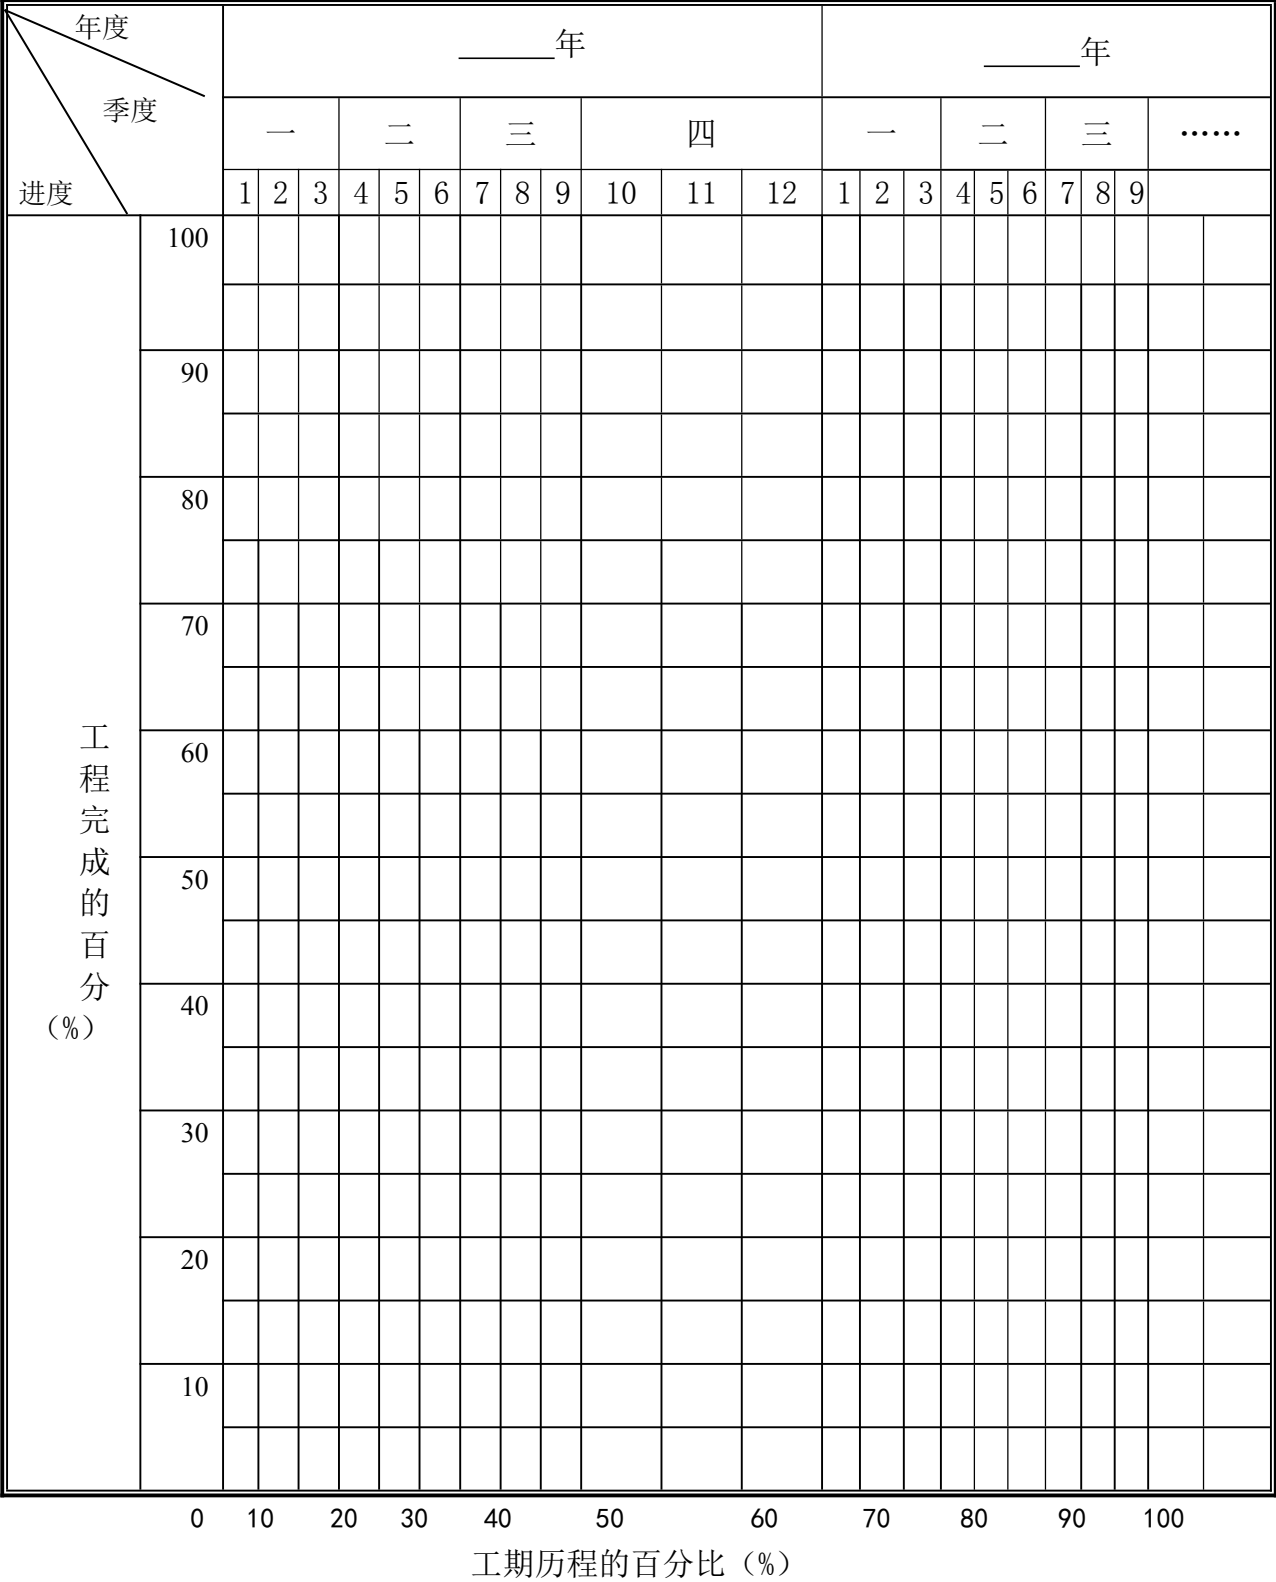 年度
______年
______年
季度
一 二 三 四 一 二 三 ……
进度
1 2 3 4 5 6 7 8 9 10 11 12 1 2 3 4 5 6 7 8 9
100
90
80
70
工
程
完
成
的
百
分
(%)
60
50
40
30
20
10
0 10 20 30 40 50 60 70 80 90 100
工期历程的百分比（%）